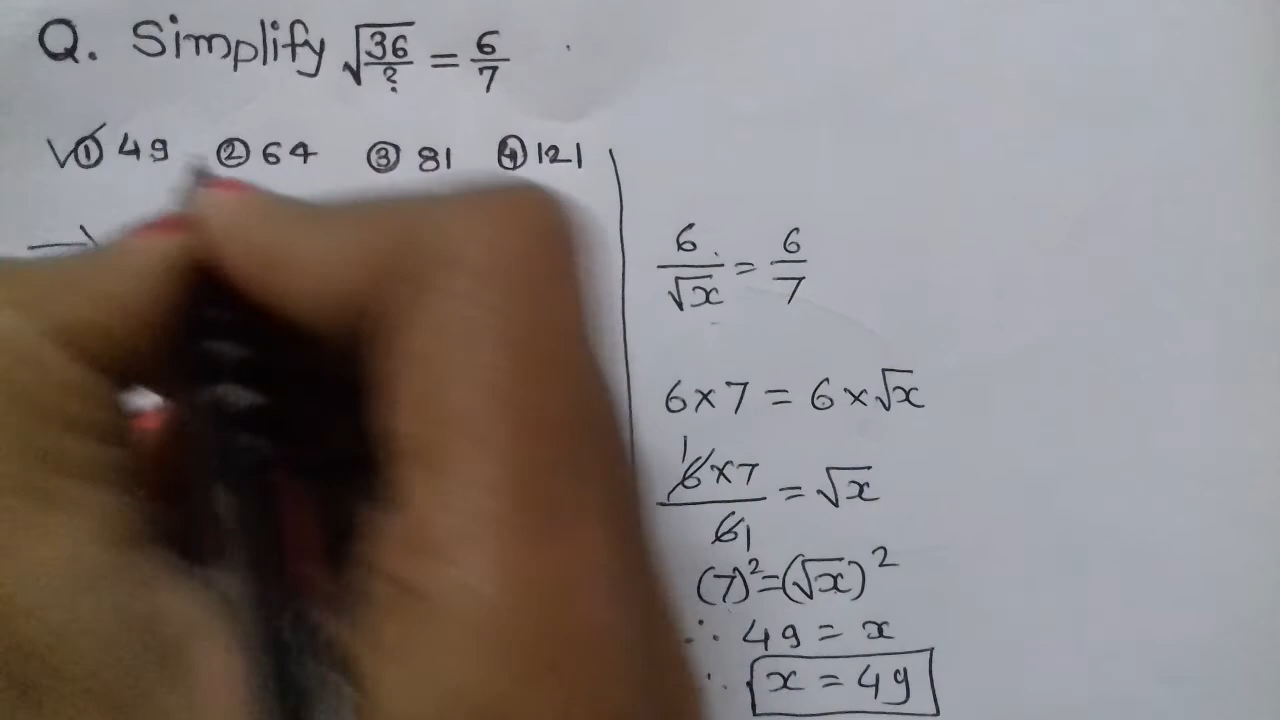 Q. Simplify √36/? = 6/7
① 49 ② 64 ③ 81 ④ 121
6/√x = 6/7
6×7 = 6×√x
6×7/6 = √x
(7)² = (√x)²
∴ 49 = x
∴ x = 49